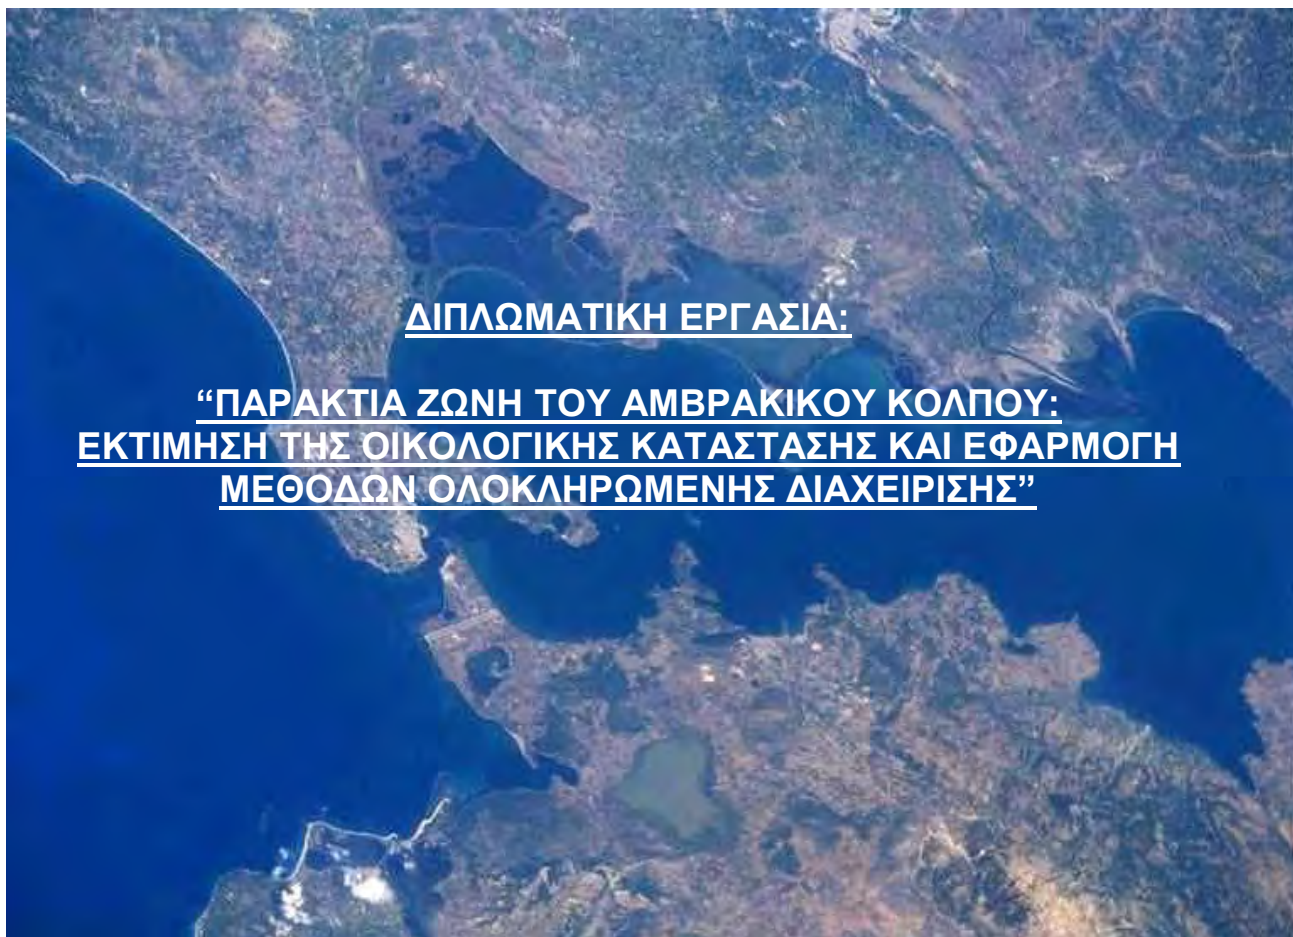 ΔΙΠΛΩΜΑΤΙΚΗ ΕΡΓΑΣΙΑ:
“ΠΑΡΑΚΤΙΑ ΖΩΝΗ ΤΟΥ ΑΜΒΡΑΚΙΚΟΥ ΚΟΛΠΟΥ:
ΕΚΤΙΜΗΣΗ ΤΗΣ ΟΙΚΟΛΟΓΙΚΗΣ ΚΑΤΑΣΤΑΣΗΣ ΚΑΙ ΕΦΑΡΜΟΓΗ
ΜΕΘΟΔΩΝ ΟΛΟΚΛΗΡΩΜΕΝΗΣ ΔΙΑΧΕΙΡΙΣΗΣ”